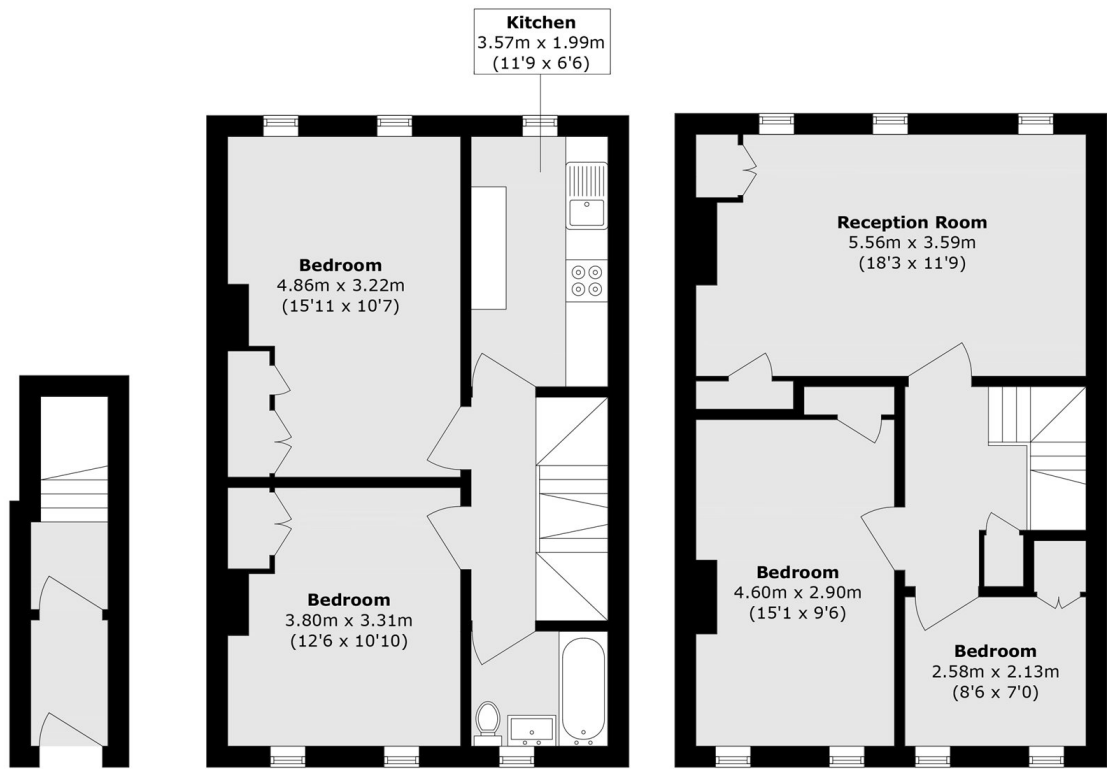 Kitchen
3.57m x 1.99m
(11'9 x 6'6)
Bedroom
4.86m x 3.22m
(15'11 x 10'7)
Bedroom
3.80m x 3.31m
(12'6 x 10'10)
Reception Room
5.56m x 3.59m
(18'3 x 11'9)
Bedroom
4.60m x 2.90m
(15'1 x 9'6)
Bedroom
2.58m x 2.13m
(8'6 x 7'0)